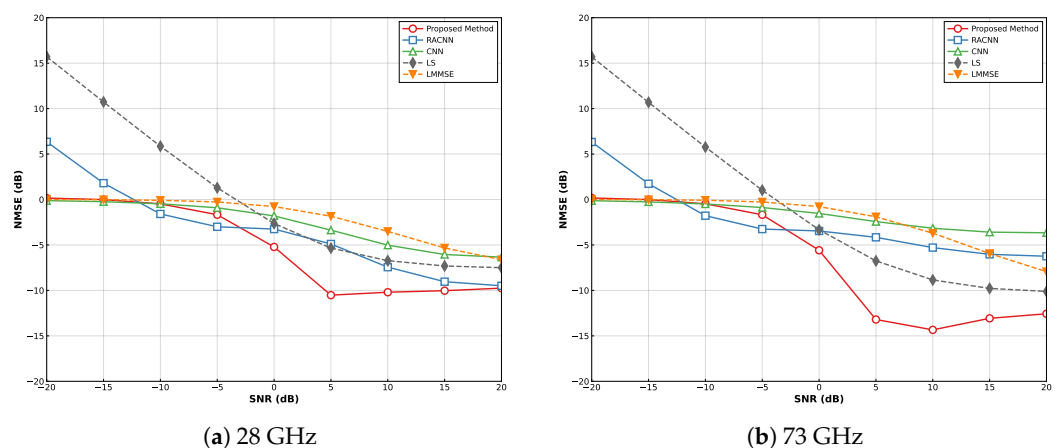 20
15
10
5
0
−5
−10
−15
−20
NMSE (dB)
−20 −15 −10 −5 0 5 10 15 20
SNR (dB)
Proposed Method
RACNN
CNN
LS
LMMSE
(a) 28 GHz
20
15
10
5
0
−5
−10
−15
−20
NMSE (dB)
−20 −15 −10 −5 0 5 10 15 20
SNR (dB)
Proposed Method
RACNN
CNN
LS
LMMSE
(b) 73 GHz